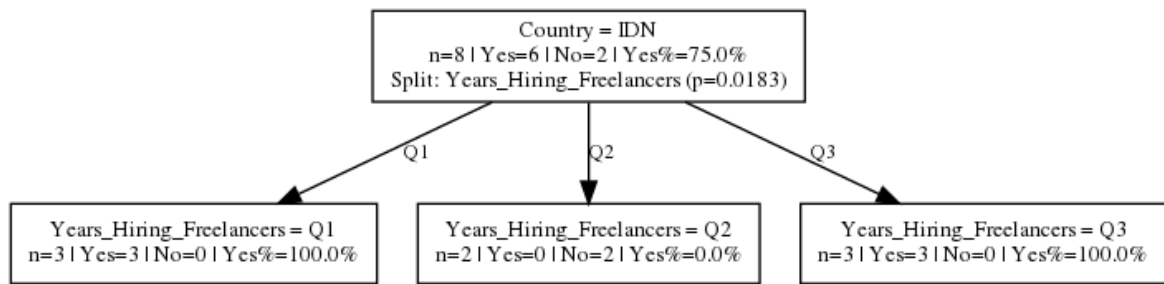 Country = IDN
n=8 | Yes=6 | No=2 | Yes%=75.0%
Split: Years_Hiring_Freelancers (p=0.0183)
Q1
Q2
Q3
Years_Hiring_Freelancers = Q1
n=3 | Yes=3 | No=0 | Yes%=100.0%
Years_Hiring_Freelancers = Q2
n=2 | Yes=0 | No=2 | Yes%=0.0%
Years_Hiring_Freelancers = Q3
n=3 | Yes=3 | No=0 | Yes%=100.0%